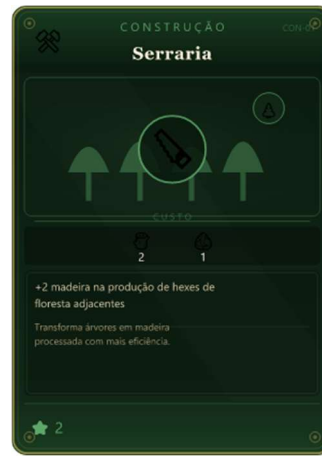 CONSTRUÇÃO
Serraria
CUSTO
2
1
+2 madeira na produção de hexes de
floresta adjacentes
Transforma árvores em madeira
processada com mais eficiência.
2